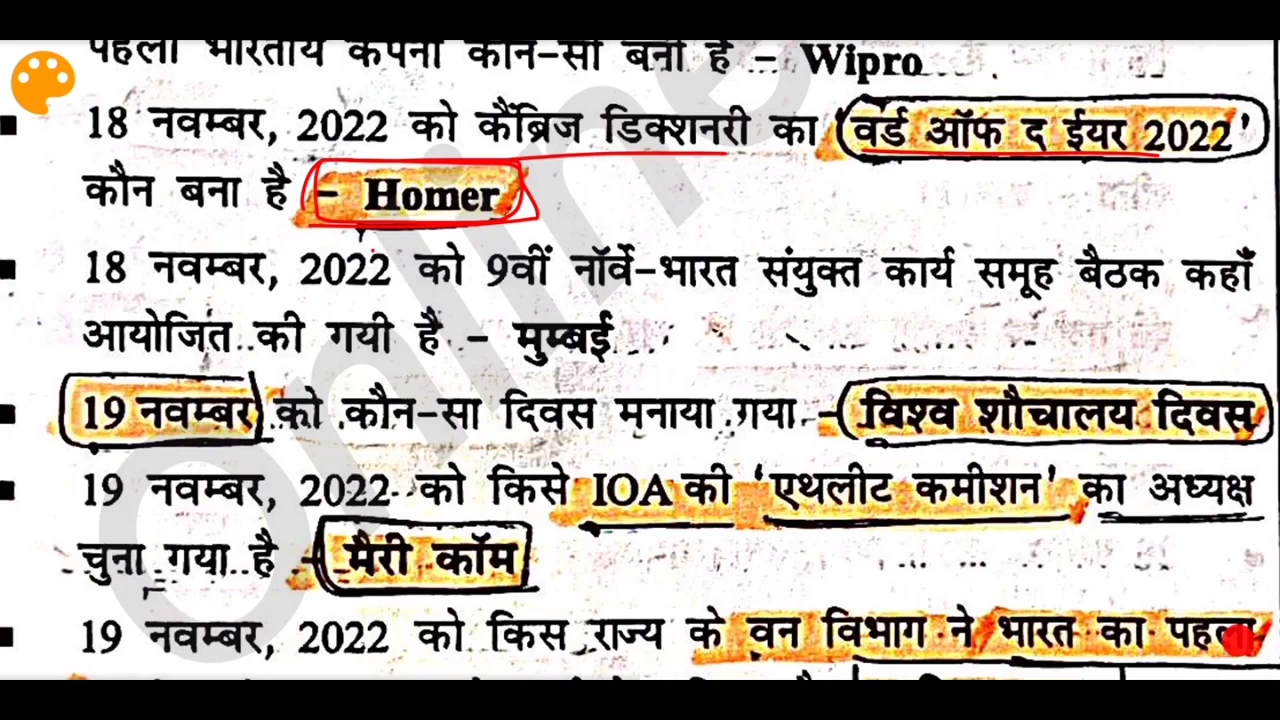 पहली भारतीय कंपनी कौन-सी बनी है – Wipro
18 नवम्बर, 2022 को कैंब्रिज डिक्शनरी का 'वर्ड ऑफ द ईयर 2022'
कौन बना है – Homer
18 नवम्बर, 2022 को 9वीं नॉर्वे-भारत संयुक्त कार्य समूह बैठक कहाँ
आयोजित की गयी है – मुम्बई
19 नवम्बर को कौन-सा दिवस मनाया गया – विश्व शौचालय दिवस
19 नवम्बर, 2022 को किसे IOA की 'एथलीट कमीशन' का अध्यक्ष
चुना गया है – मैरी कॉम
19 नवम्बर, 2022 को किस राज्य के वन विभाग ने भारत का पहला
Online